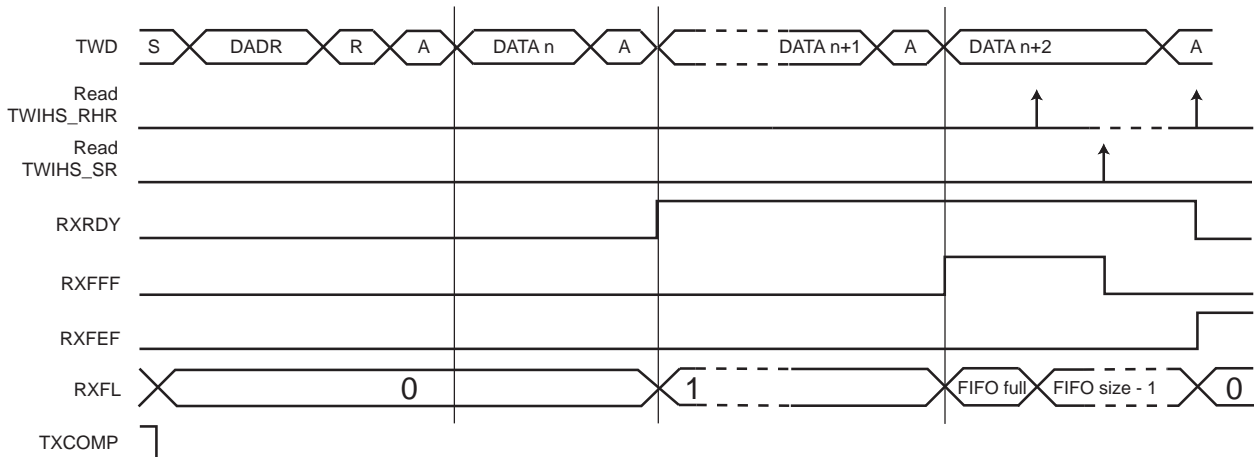 TWD S DADR R A DATA n A DATA n+1 A DATA n+2 A
Read
TWIHS_RHR
Read
TWIHS_SR
RXRDY
RXFFF
RXFEF
RXFL 0 1 FIFO full FIFO size - 1 0
TXCOMP